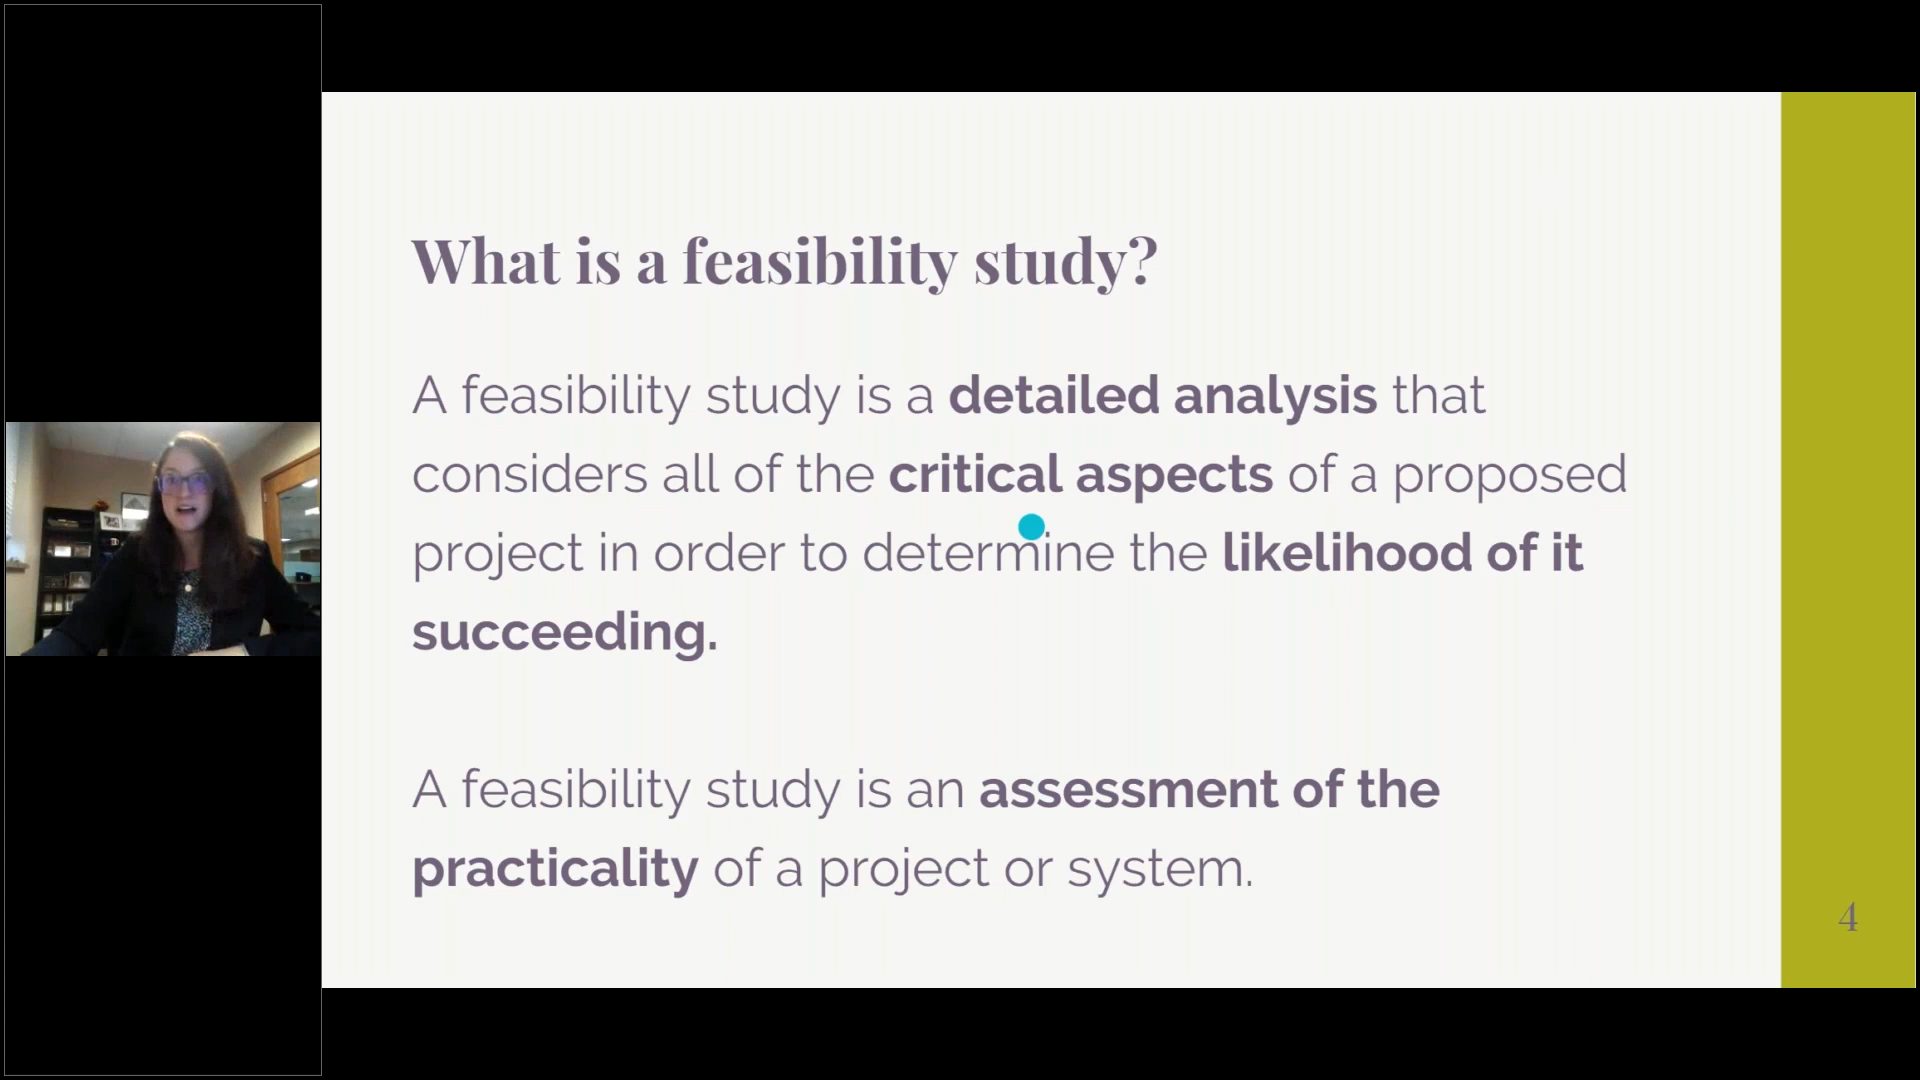 What is a feasibility study?
A feasibility study is a detailed analysis that
considers all of the critical aspects of a proposed
project in order to determine the likelihood of it
succeeding.
A feasibility study is an assessment of the
practicality of a project or system.
4